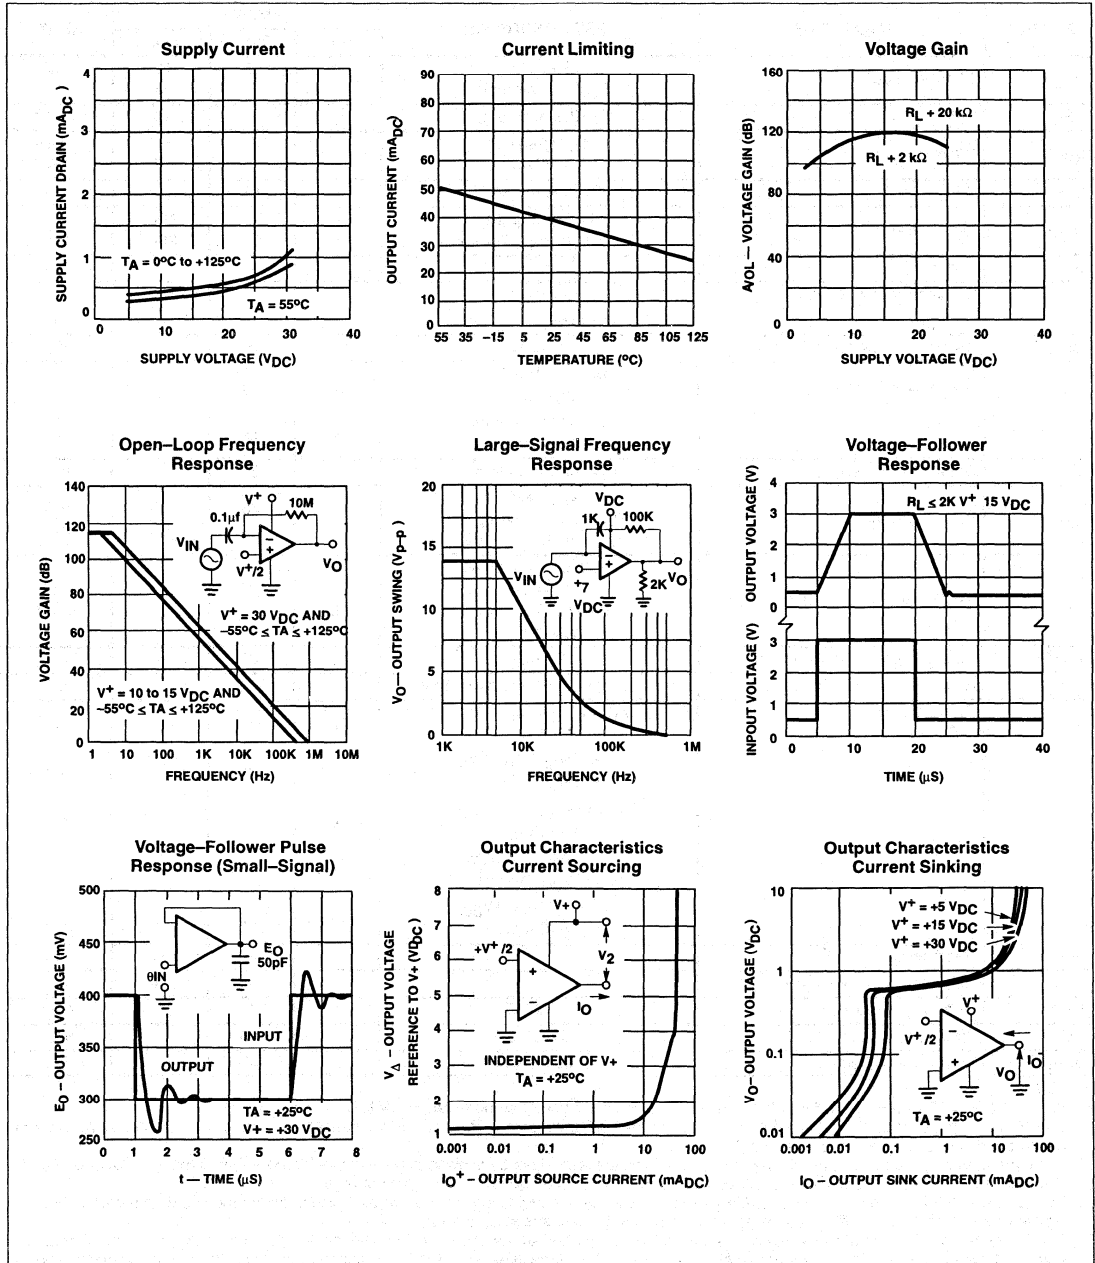 Supply Current
SUPPLY CURRENT DRAIN (mADC)
4
3
2
1
0
TA = 0oC to +125oC
TA = 55oC
0 10 20 30 40
SUPPLY VOLTAGE (VDC)
Current Limiting
OUTPUT CURRENT (mADC)
90
80
70
60
50
40
30
20
10
0
55 35 –15 5 25 45 65 85 105 125
TEMPERATURE (oC)
Voltage Gain
AVOL — VOLTAGE GAIN (dB)
160
120
80
40
0
RL + 20 kΩ
RL + 2 kΩ
0 10 20 30 40
SUPPLY VOLTAGE (VDC)
Open–Loop Frequency
Response
VOLTAGE GAIN (dB)
140
120
100
80
60
40
20
0
V+
10M
0.1µf
VIN
V+/2
VO
V+ = 30 VDC AND
–55oC ≤ TA ≤ +125oC
V+ = 10 to 15 VDC AND
–55oC ≤ TA ≤ +125oC
1 10 100 1K 10K 100K 1M 10M
FREQUENCY (Hz)
Large–Signal Frequency
Response
VO— OUTPUT SWING (Vp–p)
20
15
10
5
0
VDC
1K 100K
VIN
+7
VDC
2K VO
1K 10K 100K 1M
FREQUENCY (Hz)
Voltage–Follower
Response
OUTPUT VOLTAGE (V)
4
3
2
1
0
RL ≤ 2K V+ 15 VDC
INPOUT VOLTAGE (V)
3
2
1
0
0 10 20 30 40
TIME (µS)
Voltage–Follower Pulse
Response (Small–Signal)
EO – OUTPUT VOLTAGE (mV)
500
450
400
350
300
250
EO
50pF
θIN
INPUT
OUTPUT
TA = +25oC
V+ = +30 VDC
0 1 2 3 4 5 6 7 8
t — TIME (µS)
Output Characteristics
Current Sourcing
VΔ – OUTPUT VOLTAGE
REFERENCE TO V+ (VDC)
8
7
6
5
4
3
2
1
V+
+V+/2
V2
+
–
IO
INDEPENDENT OF V+
TA = +25oC
0.001 0.01 0.1 1 10 100
IO+ – OUTPUT SOURCE CURRENT (mADC)
Output Characteristics
Current Sinking
VO– OUTPUT VOLTAGE (VDC)
10
1
0.1
0.01
V+ = +5 VDC
V+ = +15 VDC
V+ = +30 VDC
V+
V+/2
–
+
VO
IO
TA = +25oC
0.001 0.01 0.1 1 10 100
IO – OUTPUT SINK CURRENT (mADC)